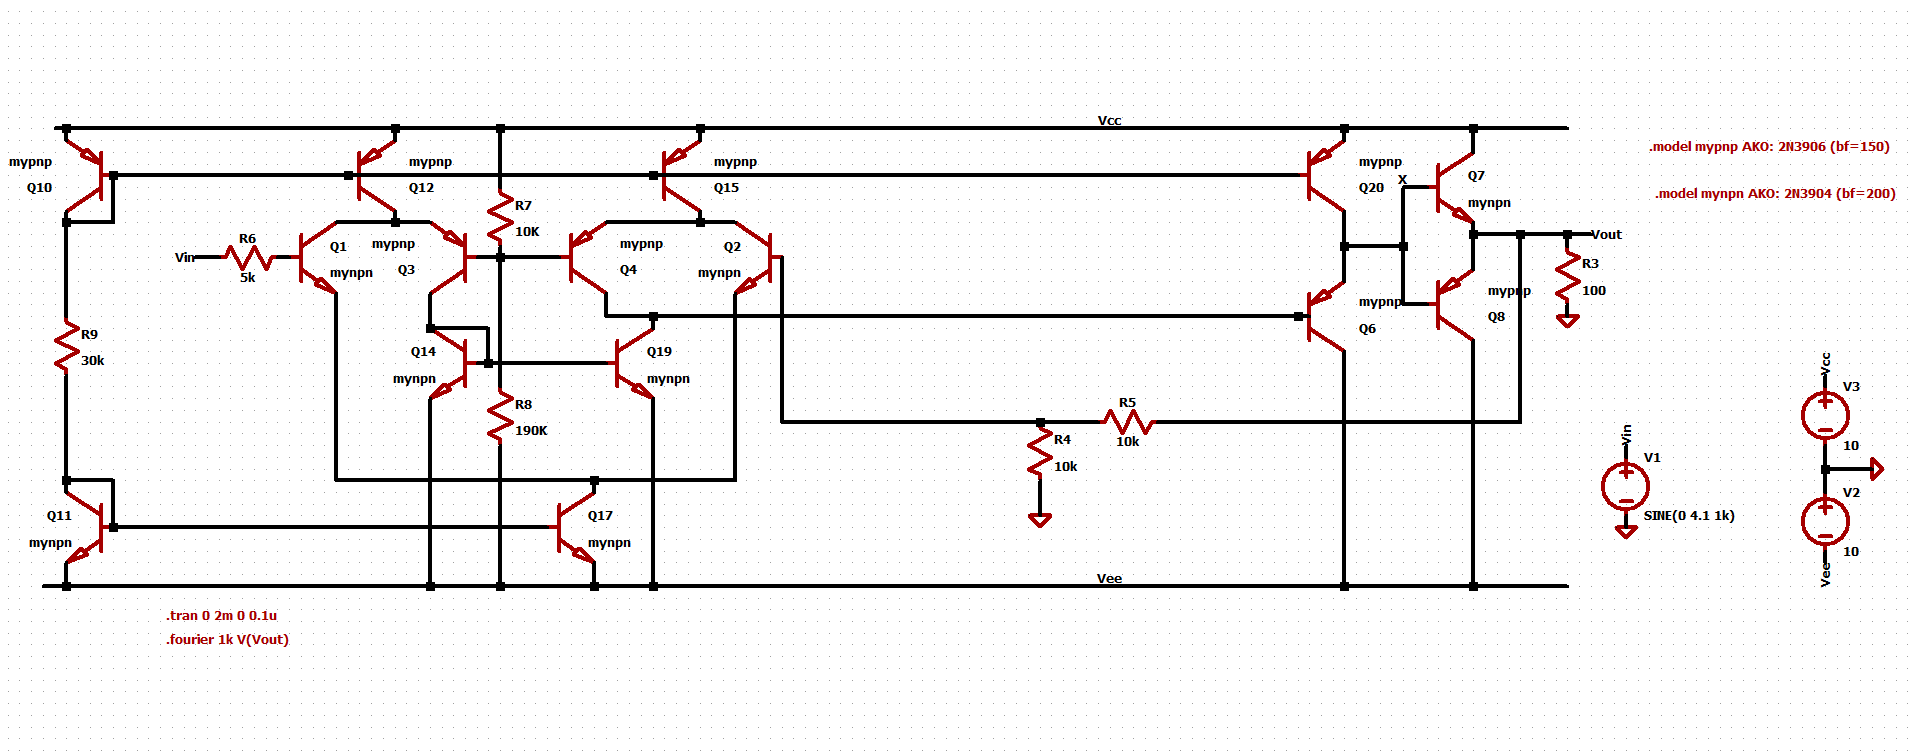 Vcc
mypnp
Q10
mypnp
Q12
mypnp
Q15
mypnp
Q20
X
Q7
mynpn
.model mypnp AKO: 2N3906 (bf=150)
.model mynpn AKO: 2N3904 (bf=200)
R7
10K
R6
5k
Vin
Q1
mynpn
mypnp
Q3
mypnp
Q4
Q2
mynpn
Vout
R3
100
mypnp
Q6
mypnp
Q8
R9
30k
Q14
mynpn
Q19
mynpn
R8
190K
R5
10k
R4
10k
Vcc
V3
10
Vin
V1
SINE(0 4.1 1k)
V2
10
Vee
Q11
mynpn
Q17
mynpn
Vee
.tran 0 2m 0 0.1u
.fourier 1k V(Vout)